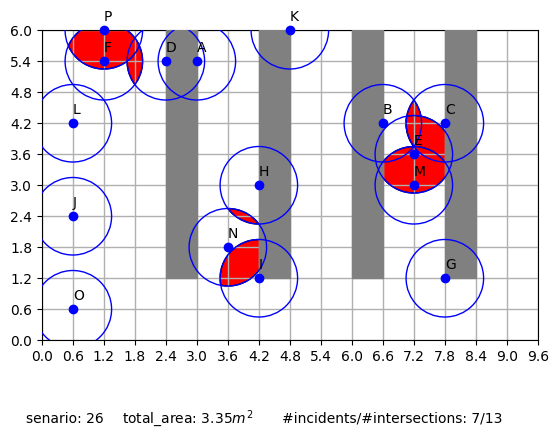 P
K
6.0
F
D
A
5.4
4.8
L
B
C
4.2
E
3.6
H
M
3.0
J
2.4
N
1.8
I
G
1.2
O
0.6
0.0
0.0 0.6 1.2 1.8 2.4 3.0 3.6 4.2 4.8 5.4 6.0 6.6 7.2 7.8 8.4 9.0 9.6
senario: 26 total_area: 3.35m² #incidents/#intersections: 7/13